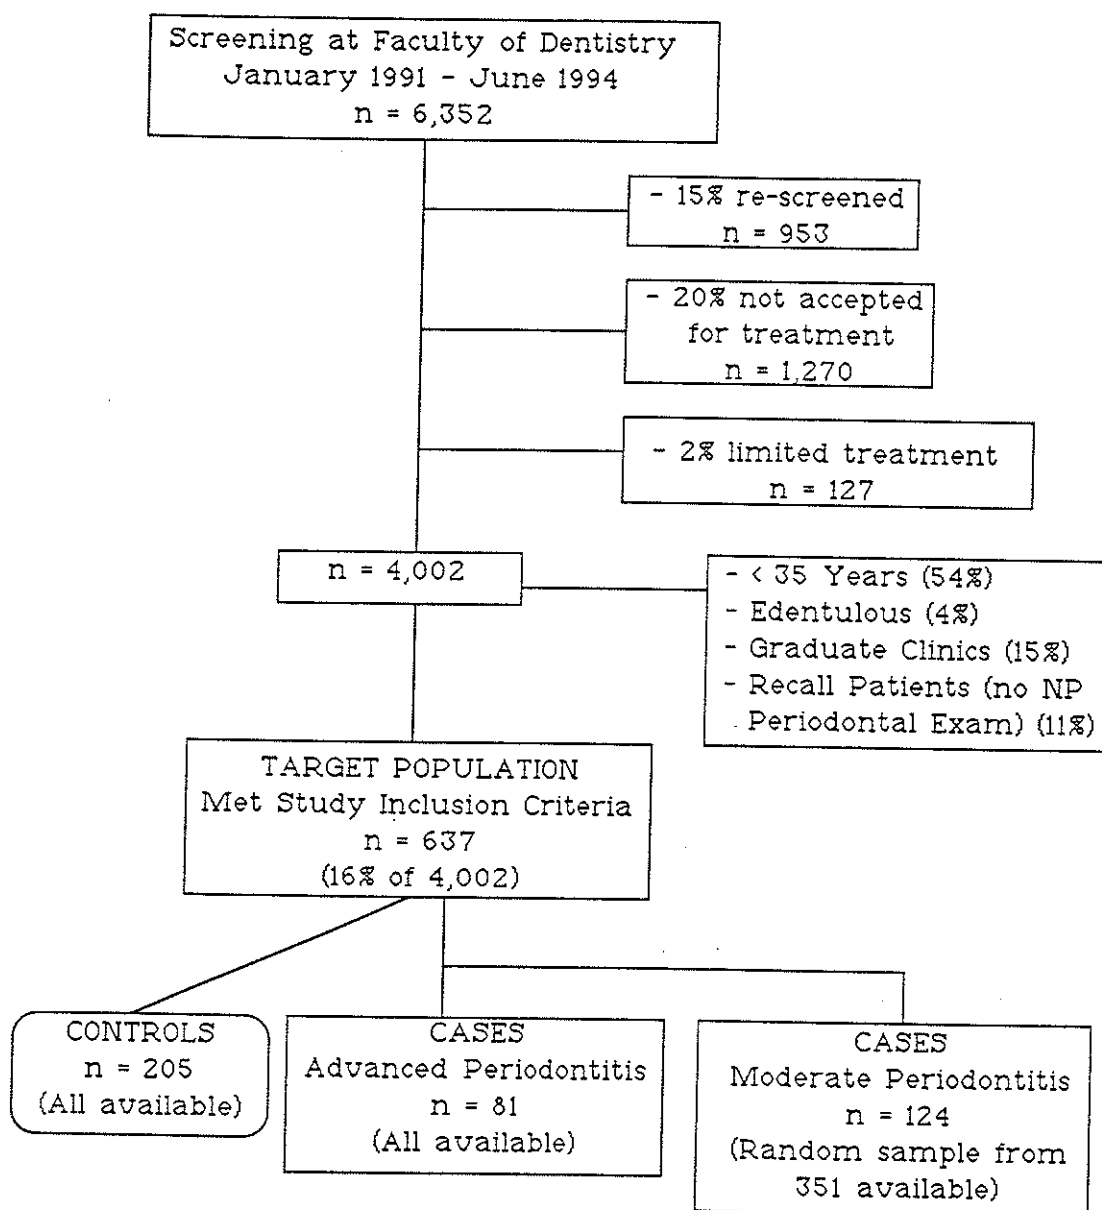 Screening at Faculty of Dentistry
January 1991 - June 1994
n = 6,352
- 15% re-screened
n = 953
- 20% not accepted
for treatment
n = 1,270
- 2% limited treatment
n = 127
n = 4,002
- < 35 Years (54%)
- Edentulous (4%)
- Graduate Clinics (15%)
- Recall Patients (no NP
Periodontal Exam) (11%)
TARGET POPULATION
Met Study Inclusion Criteria
n = 637
(16% of 4,002)
CONTROLS
n = 205
(All available)
CASES
Advanced Periodontitis
n = 81
(All available)
CASES
Moderate Periodontitis
n = 124
(Random sample from
351 available)